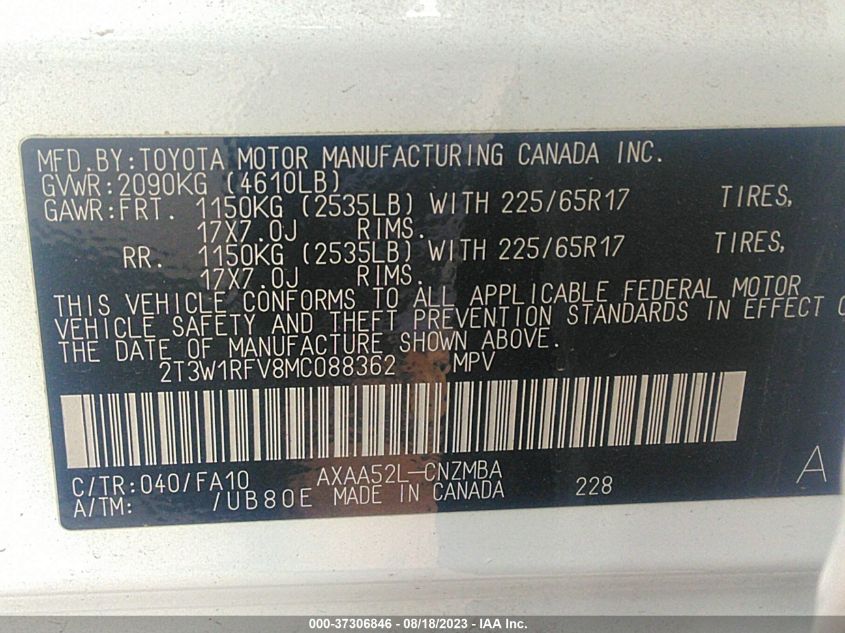 MFD.BY:TOYOTA MOTOR MANUFACTURING CANADA INC.
GVWR:2090KG (4610LB)
GAWR:FRT. 1150KG (2535LB) WITH 225/65R17 TIRES,
17X7.0J RIMS.
RR. 1150KG (2535LB) WITH 225/65R17 TIRES,
17X7.0J RIMS.
THIS VEHICLE CONFORMS TO ALL APPLICABLE FEDERAL MOTOR
VEHICLE SAFETY AND THEFT PREVENTION STANDARDS IN EFFECT
THE DATE OF MANUFACTURE SHOWN ABOVE.
2T3W1RFV8MC088362 MPV
C/TR:040/FA10 AXAA52L-CNZMBA A
A/TM: /UB80E MADE IN CANADA 228
000-37306846 - 08/18/2023 - IAA Inc.